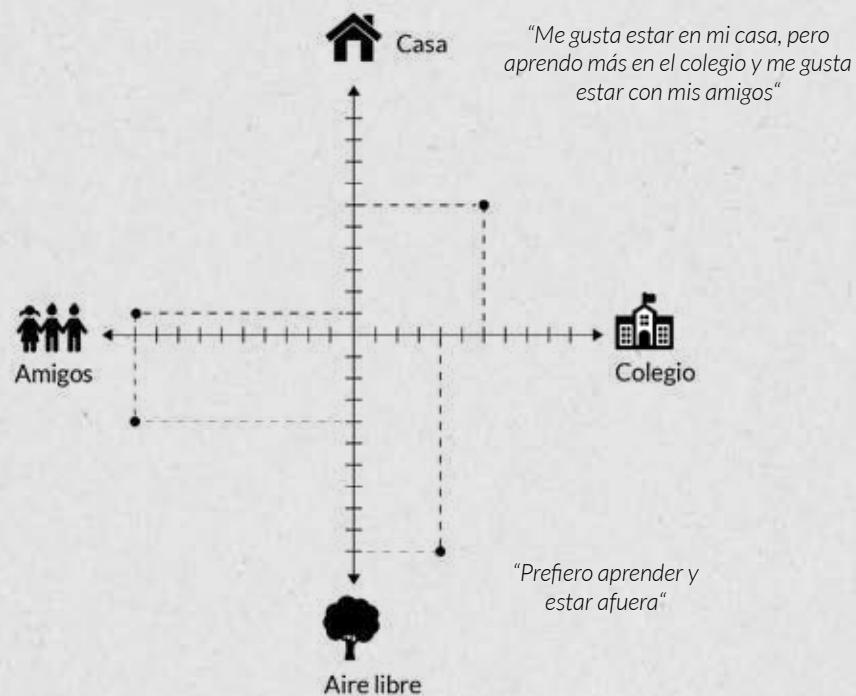 Casa
“Me gusta estar en mi casa, pero
aprendo más en el colegio y me gusta
estar con mis amigos“
Amigos
Colegio
“Prefiero aprender y
estar afuera“
Aire libre